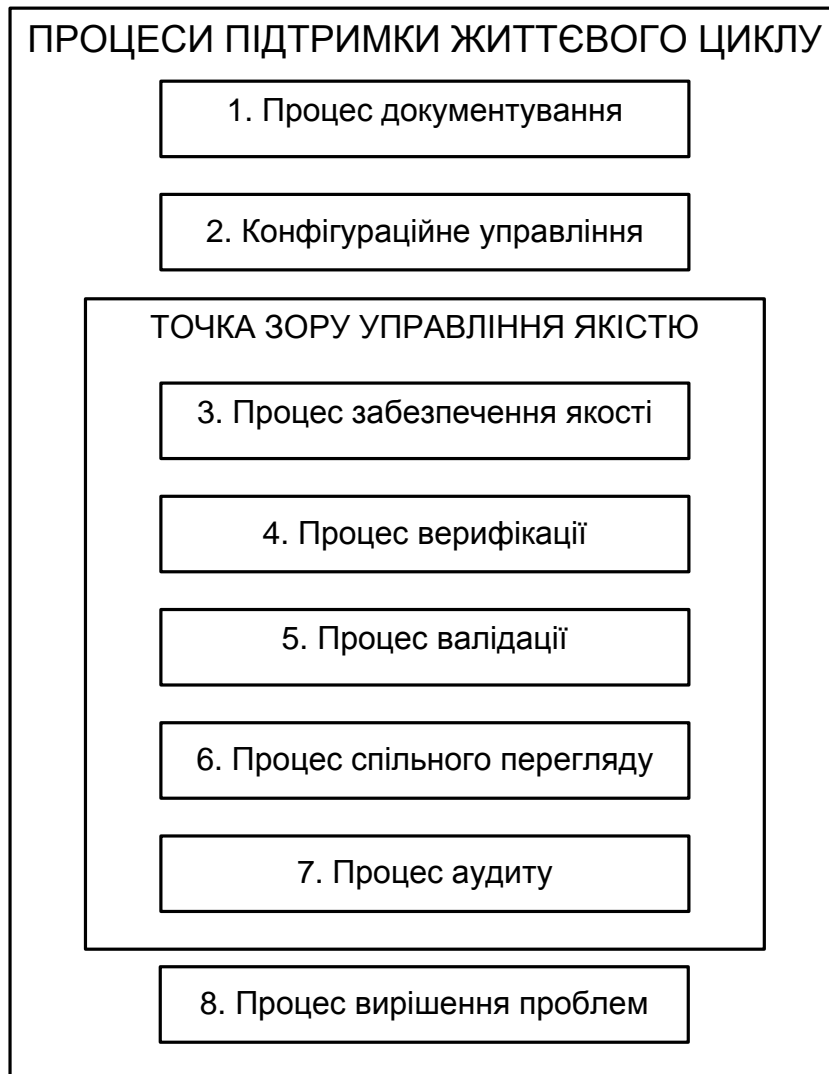 ПРОЦЕСИ ПІДТРИМКИ ЖИТТЄВОГО ЦИКЛУ
1. Процес документування
2. Конфігураційне управління
ТОЧКА ЗОРУ УПРАВЛІННЯ ЯКІСТЮ
3. Процес забезпечення якості
4. Процес верифікації
5. Процес валідації
6. Процес спільного перегляду
7. Процес аудиту
8. Процес вирішення проблем